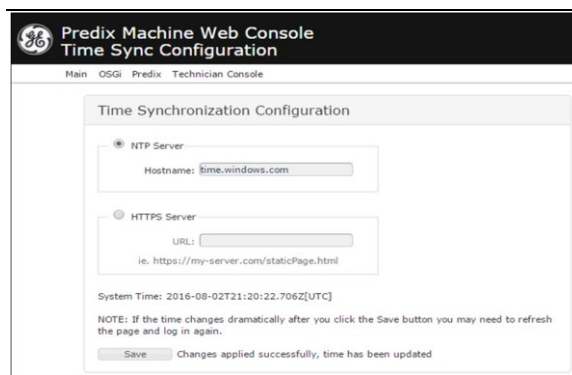 Predix Machine Web Console
Time Sync Configuration
Main OSGi Predix Technician Console
Time Synchronization Configuration
NTP Server
Hostname: time.windows.com
HTTPS Server
URL:
ie. https://my-server.com/staticPage.html
System Time: 2016-08-02T21:20:22.706Z[UTC]
NOTE: If the time changes dramatically after you click the Save button you may need to refresh
the page and log in again.
Save Changes applied successfully, time has been updated